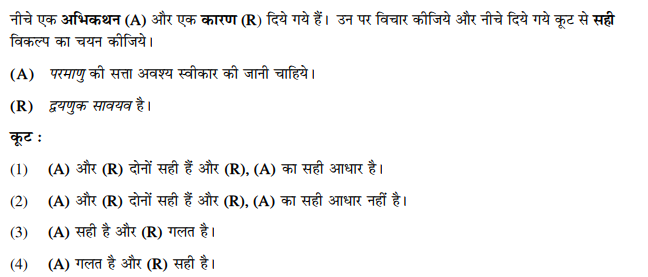 नीचे एक अभिकथन (A) और एक कारण (R) दिये गये हैं। उन पर विचार कीजिये और नीचे दिये गये कूट से सही
विकल्प का चयन कीजिये।
(A) परमाणु की सत्ता अवश्य स्वीकार की जानी चाहिये।
(R) द्वयणुक सावयव है।
कूट :
(1) (A) और (R) दोनों सही हैं और (R), (A) का सही आधार है।
(2) (A) और (R) दोनों सही हैं और (R), (A) का सही आधार नहीं है।
(3) (A) सही है और (R) गलत है।
(4) (A) गलत है और (R) सही है।